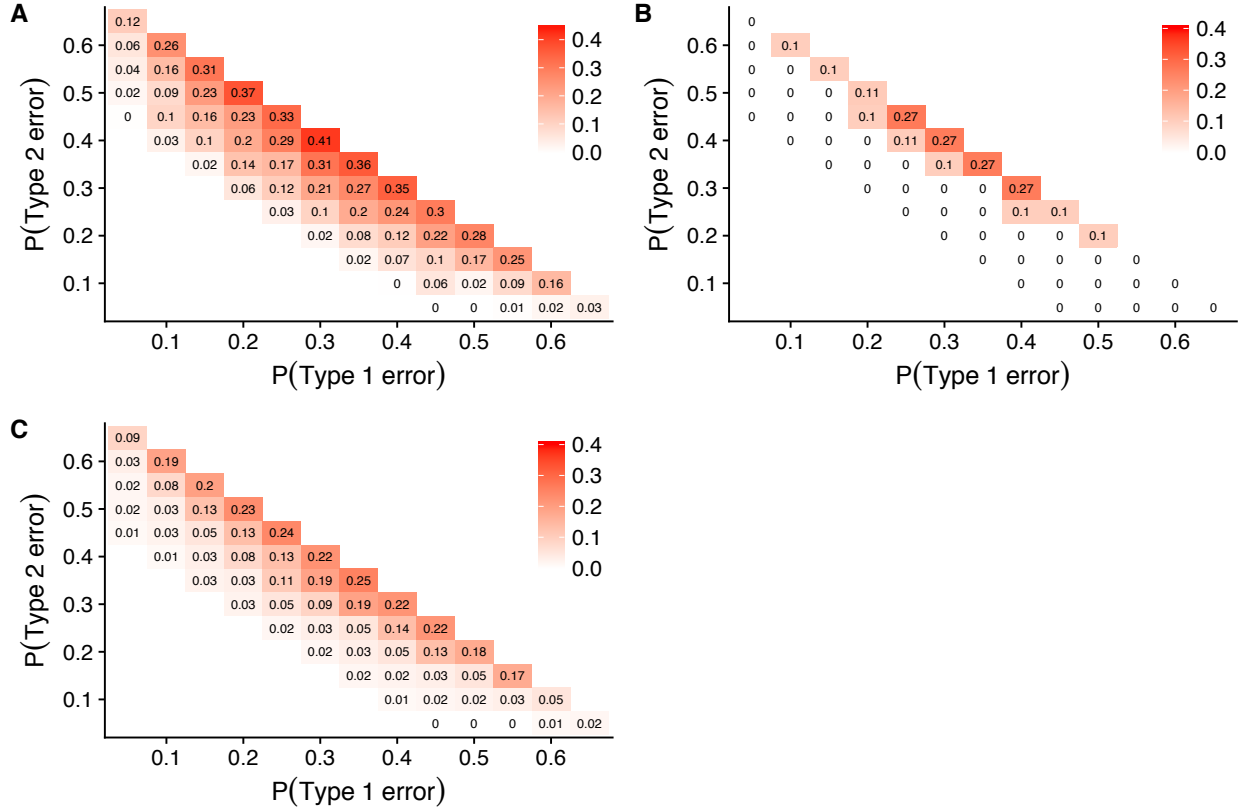 A
P(Type 2 error)
0.12
0.6 0.06 0.26
0.04 0.16 0.31
0.5 0.02 0.09 0.23 0.37
0 0.1 0.16 0.23 0.33
0.4 0.03 0.1 0.2 0.29 0.41
0.02 0.14 0.17 0.31 0.36
0.3 0.06 0.12 0.21 0.27 0.35
0.03 0.1 0.2 0.24 0.3
0.2 0.02 0.08 0.12 0.22 0.28
0.02 0.07 0.1 0.17 0.25
0.1 0 0.06 0.02 0.09 0.16
0 0 0.01 0.02 0.03
0.1 0.2 0.3 0.4 0.5 0.6
P(Type 1 error)
0.4
0.3
0.2
0.1
0.0
B
P(Type 2 error)
0
0.6 0 0.1
0 0 0.1
0.5 0 0 0 0.11
0 0 0 0.1 0.27
0.4 0 0 0 0.11 0.27
0 0 0 0.1 0.27
0.3 0 0 0 0 0.27
0 0 0 0.1 0.1
0.2 0 0 0 0 0.1
0 0 0 0 0
0.1 0 0 0 0 0
0 0 0 0 0
0.1 0.2 0.3 0.4 0.5 0.6
P(Type 1 error)
0.4
0.3
0.2
0.1
0.0
C
P(Type 2 error)
0.09
0.6 0.03 0.19
0.02 0.08 0.2
0.5 0.02 0.03 0.13 0.23
0.01 0.03 0.05 0.13 0.24
0.4 0.01 0.03 0.08 0.13 0.22
0.03 0.03 0.11 0.19 0.25
0.3 0.03 0.05 0.09 0.19 0.22
0.02 0.03 0.05 0.14 0.22
0.2 0.02 0.03 0.05 0.13 0.18
0.02 0.02 0.03 0.05 0.17
0.1 0.01 0.02 0.02 0.03 0.05
0 0 0 0.01 0.02
0.1 0.2 0.3 0.4 0.5 0.6
P(Type 1 error)
0.4
0.3
0.2
0.1
0.0